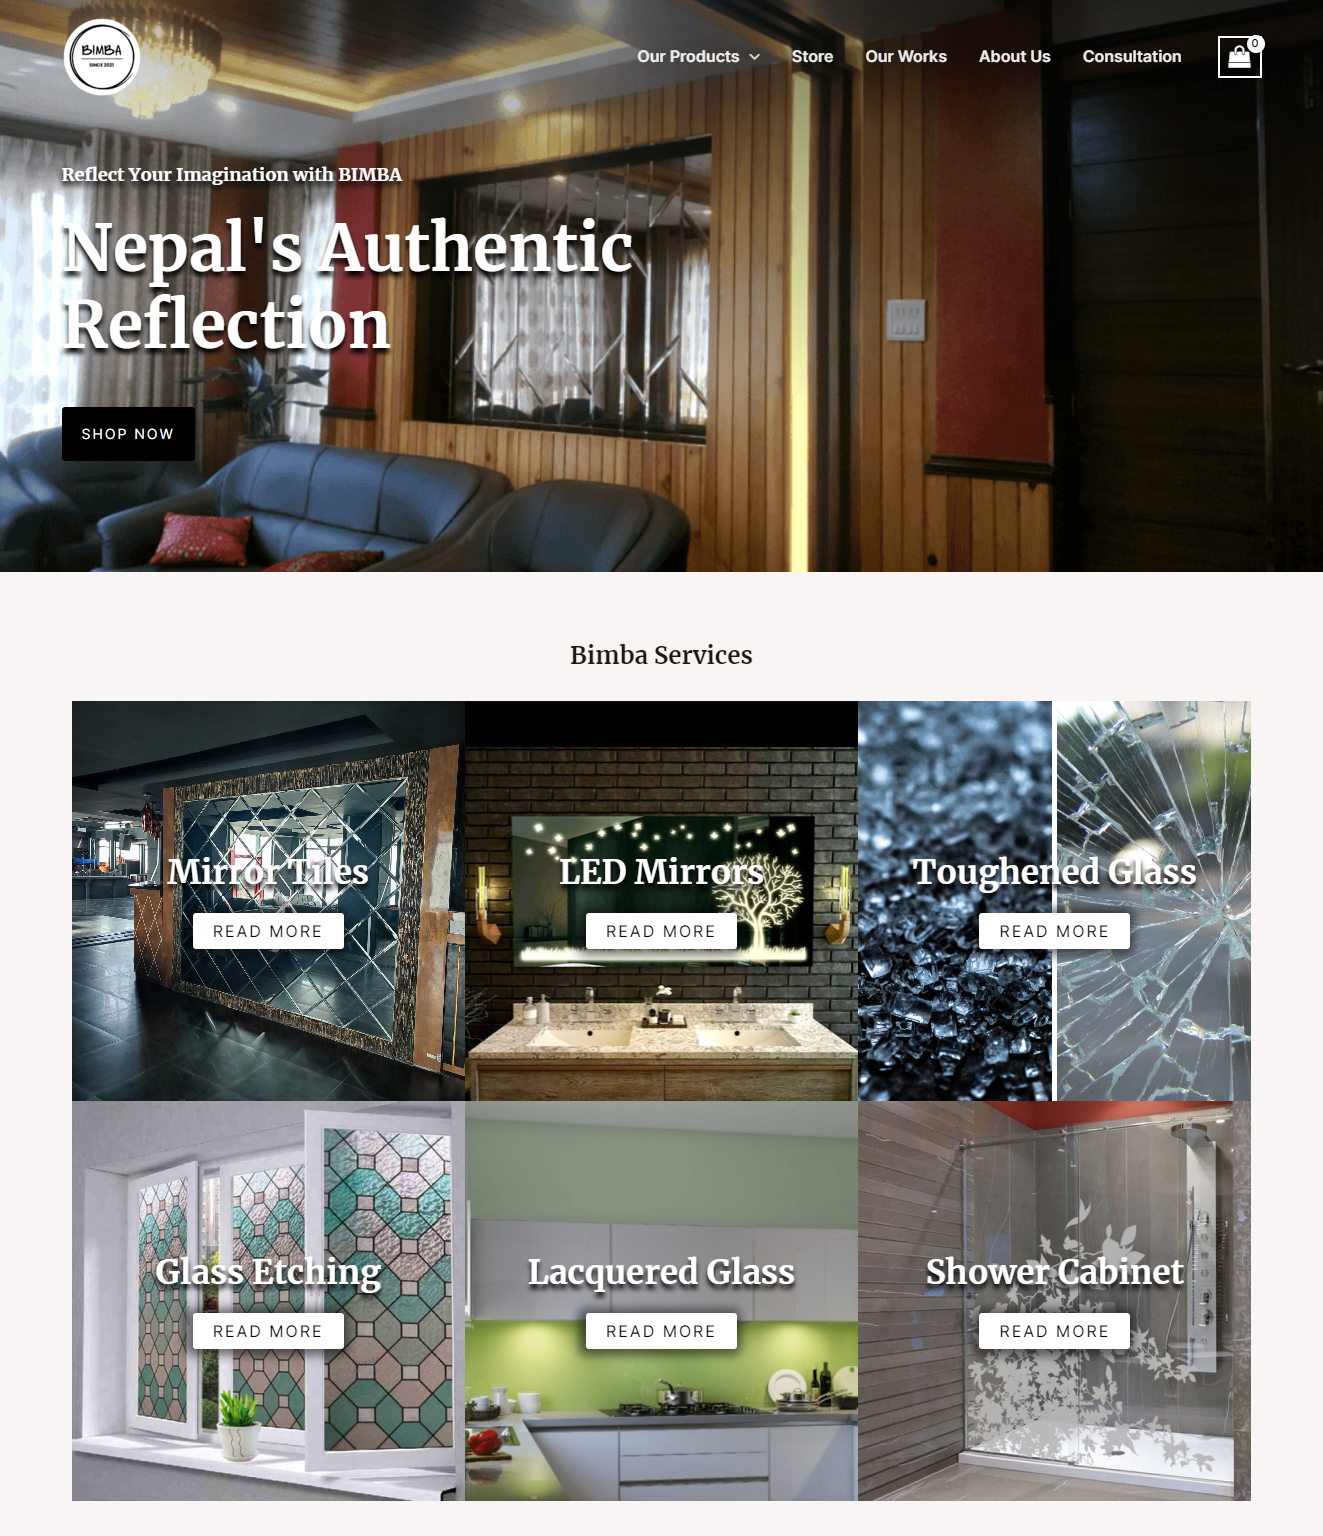 BIMBA
SINCE 2021
Our Products
Store
Our Works
About Us
Consultation
0
Reflect Your Imagination with BIMBA
Nepal's Authentic
Reflection
SHOP NOW
Bimba Services
Mirror Tiles
READ MORE
LED Mirrors
READ MORE
Toughened Glass
READ MORE
Glass Etching
READ MORE
Lacquered Glass
READ MORE
Shower Cabinet
READ MORE